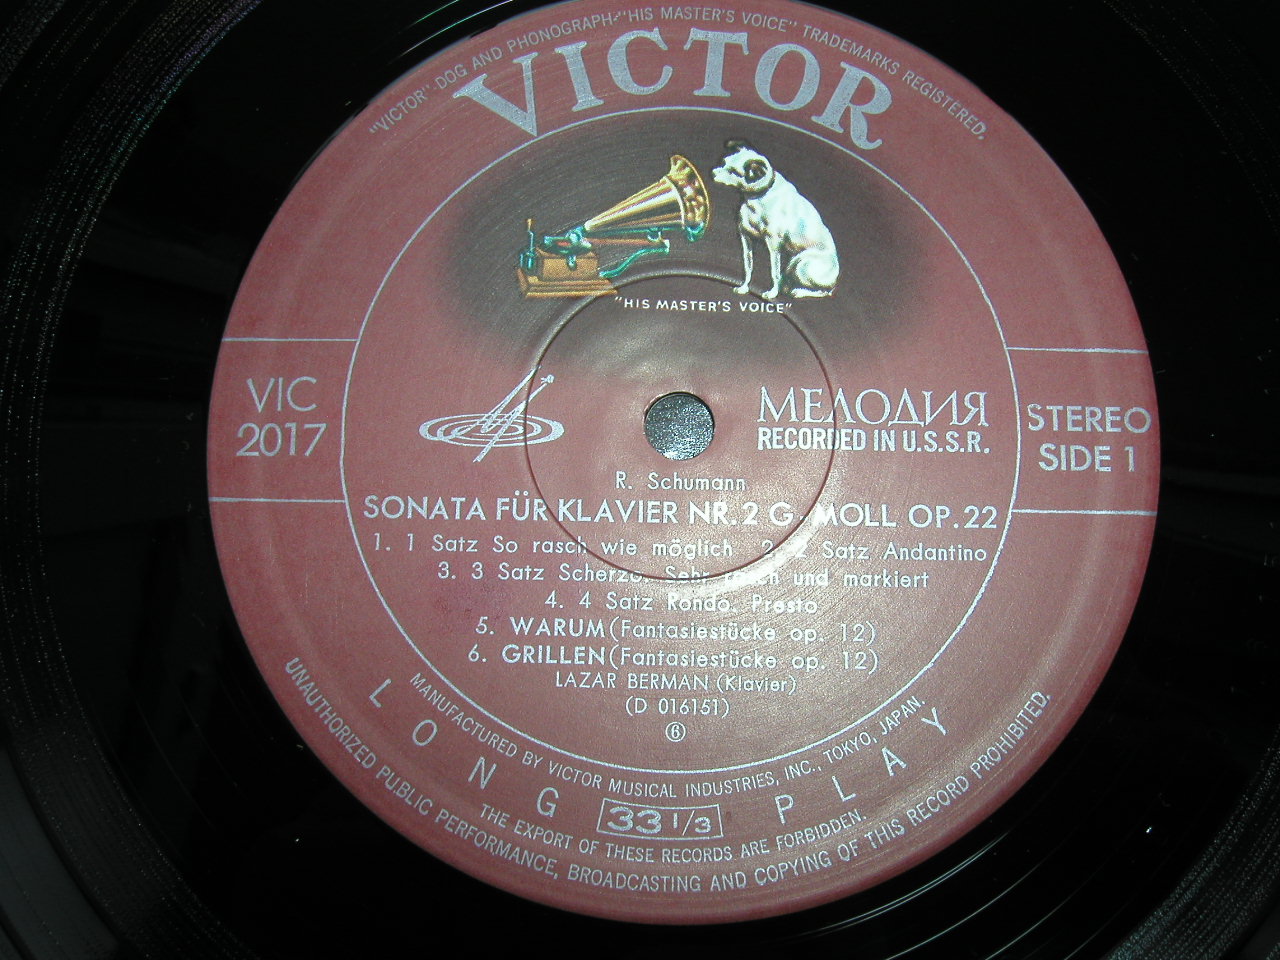 "VICTOR"-DOG AND PHONOGRAPH-"HIS MASTER'S VOICE" TRADEMARKS REGISTERED.
VICTOR
"HIS MASTER'S VOICE"
VIC
2017
МЕЛОДИЯ
RECORDED IN U.S.S.R.
STEREO
SIDE 1
R. Schumann
SONATA FÜR KLAVIER NR.2 G-MOLL OP.22
1. 1 Satz So rasch wie möglich 2. 2 Satz Andantino
3. 3 Satz Scherzo. Sehr rasch und markiert
4. 4 Satz Rondo. Presto
5. WARUM (Fantasiestücke op. 12)
6. GRILLEN (Fantasiestücke op. 12)
LAZAR BERMAN (Klavier)
(D 016151)
⑥
MANUFACTURED BY VICTOR MUSICAL INDUSTRIES, INC., TOKYO, JAPAN.
LONG 33 1/3 PLAY
THE EXPORT OF THESE RECORDS ARE FORBIDDEN.
UNAUTHORIZED PUBLIC PERFORMANCE, BROADCASTING AND COPYING OF THIS RECORD PROHIBITED.